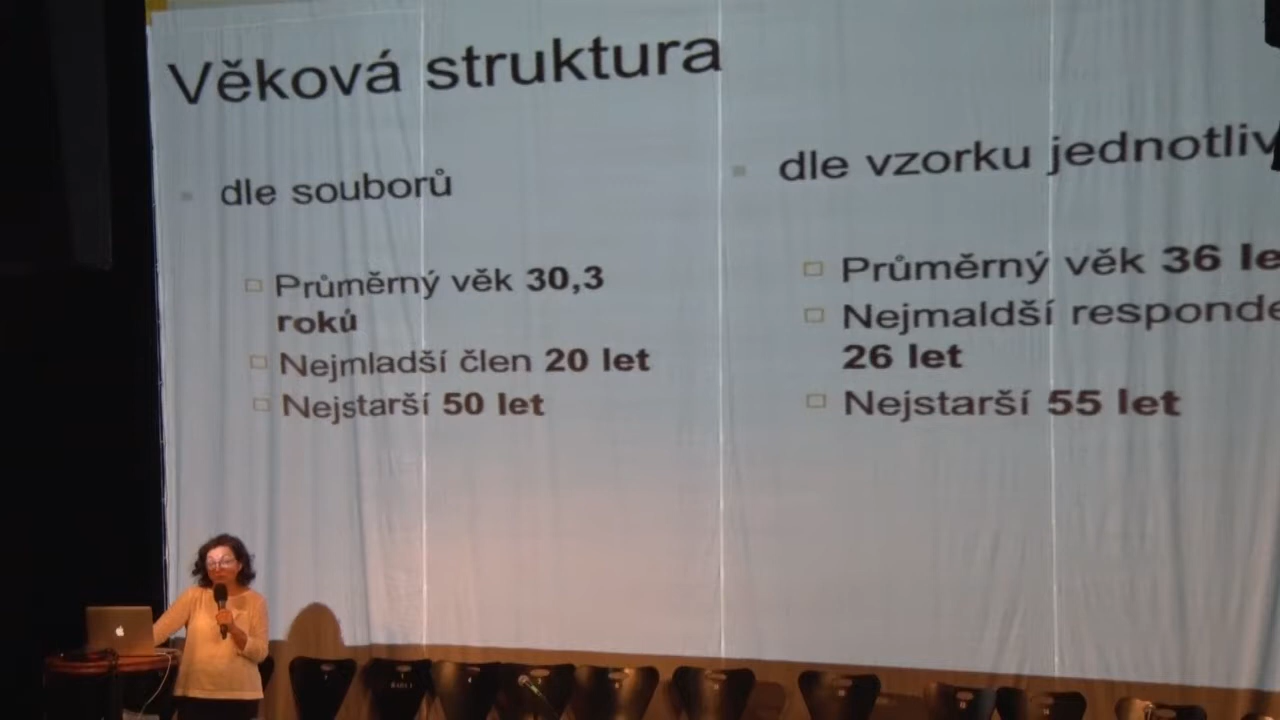 Věková struktura
dle souborů
Průměrný věk 30,3
roků
Nejmladší člen 20 let
Nejstarší 50 let
dle vzorku jednotliv
Průměrný věk 36 le
Nejmaldší responde
26 let
Nejstarší 55 let